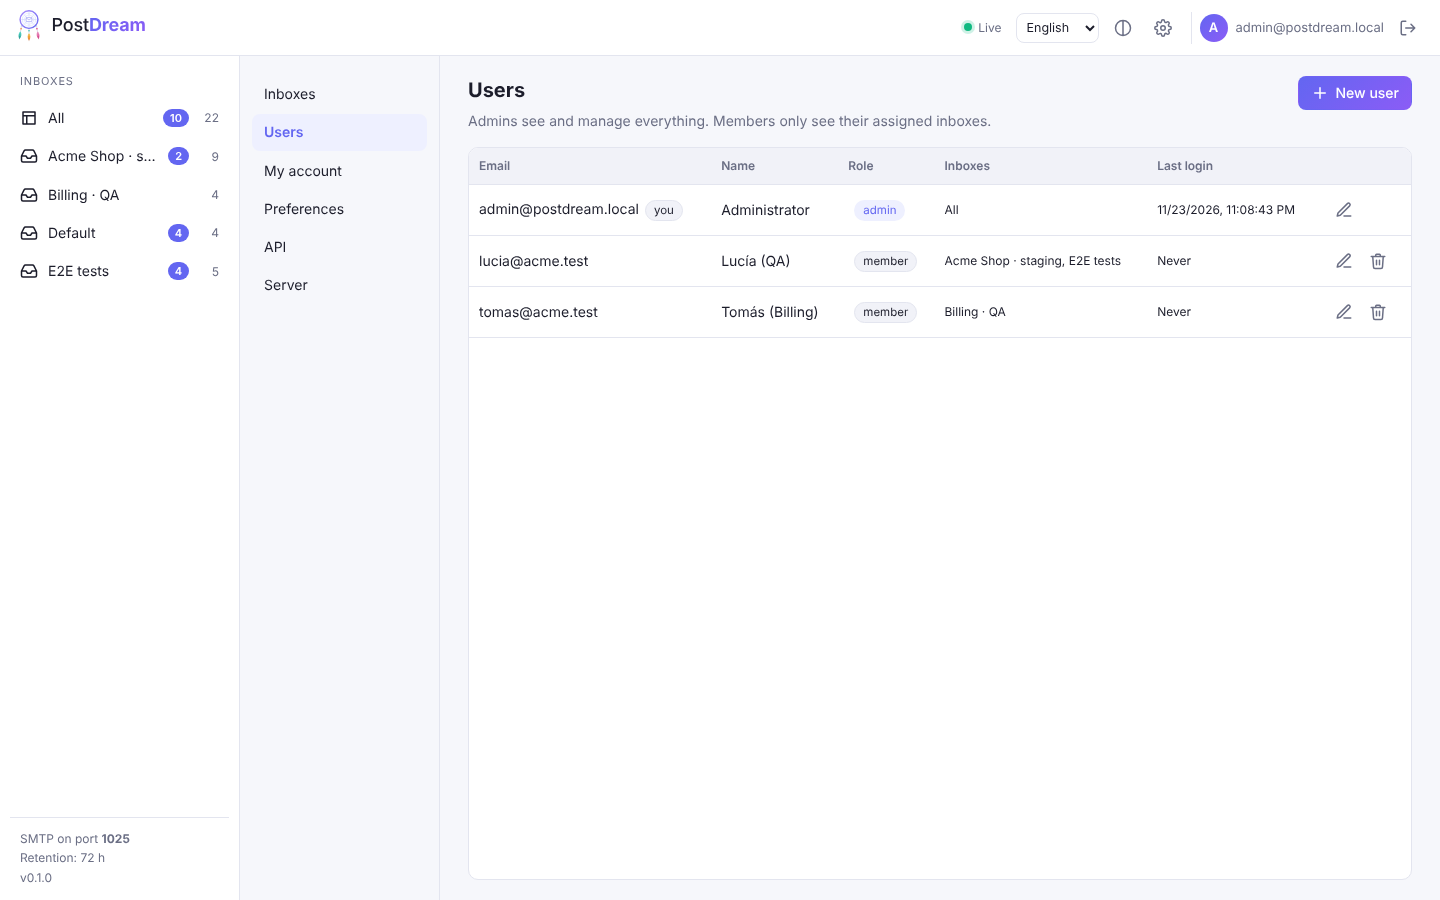 PostDream
Live
English
A
admin@postdream.local
INBOXES
All 10 22
Acme Shop · s... 2 9
Billing · QA 4
Default 4 4
E2E tests 4 5
SMTP on port 1025
Retention: 72 h
v0.1.0
Inboxes
Users
My account
Preferences
API
Server
Users
New user
Admins see and manage everything. Members only see their assigned inboxes.
Email Name Role Inboxes Last login
admin@postdream.local you Administrator admin All 11/23/2026, 11:08:43 PM
lucia@acme.test Lucía (QA) member Acme Shop · staging, E2E tests Never
tomas@acme.test Tomás (Billing) member Billing · QA Never